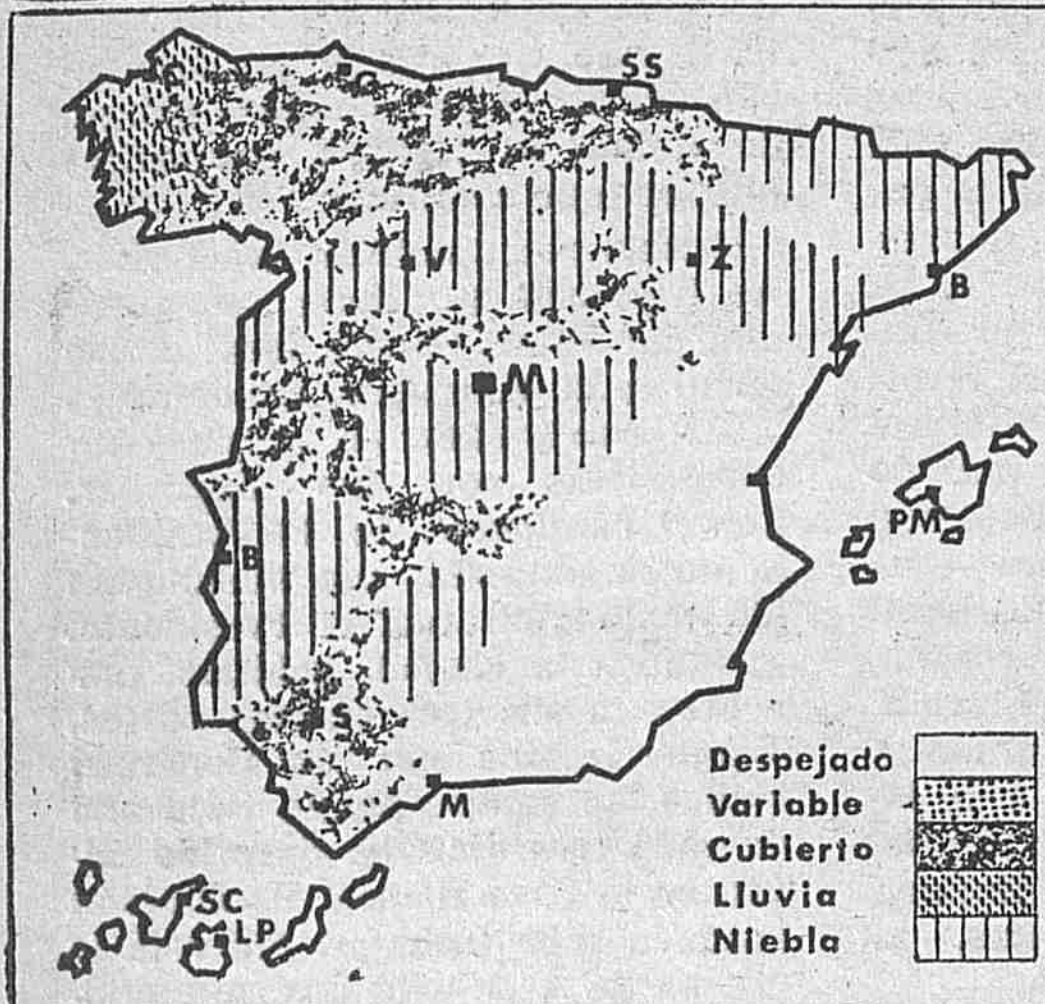 G
SS
V
Z
B
M
PM
B
S
M
SC
LP
Despejado
Variable
Cubierto
Lluvia
Niebla